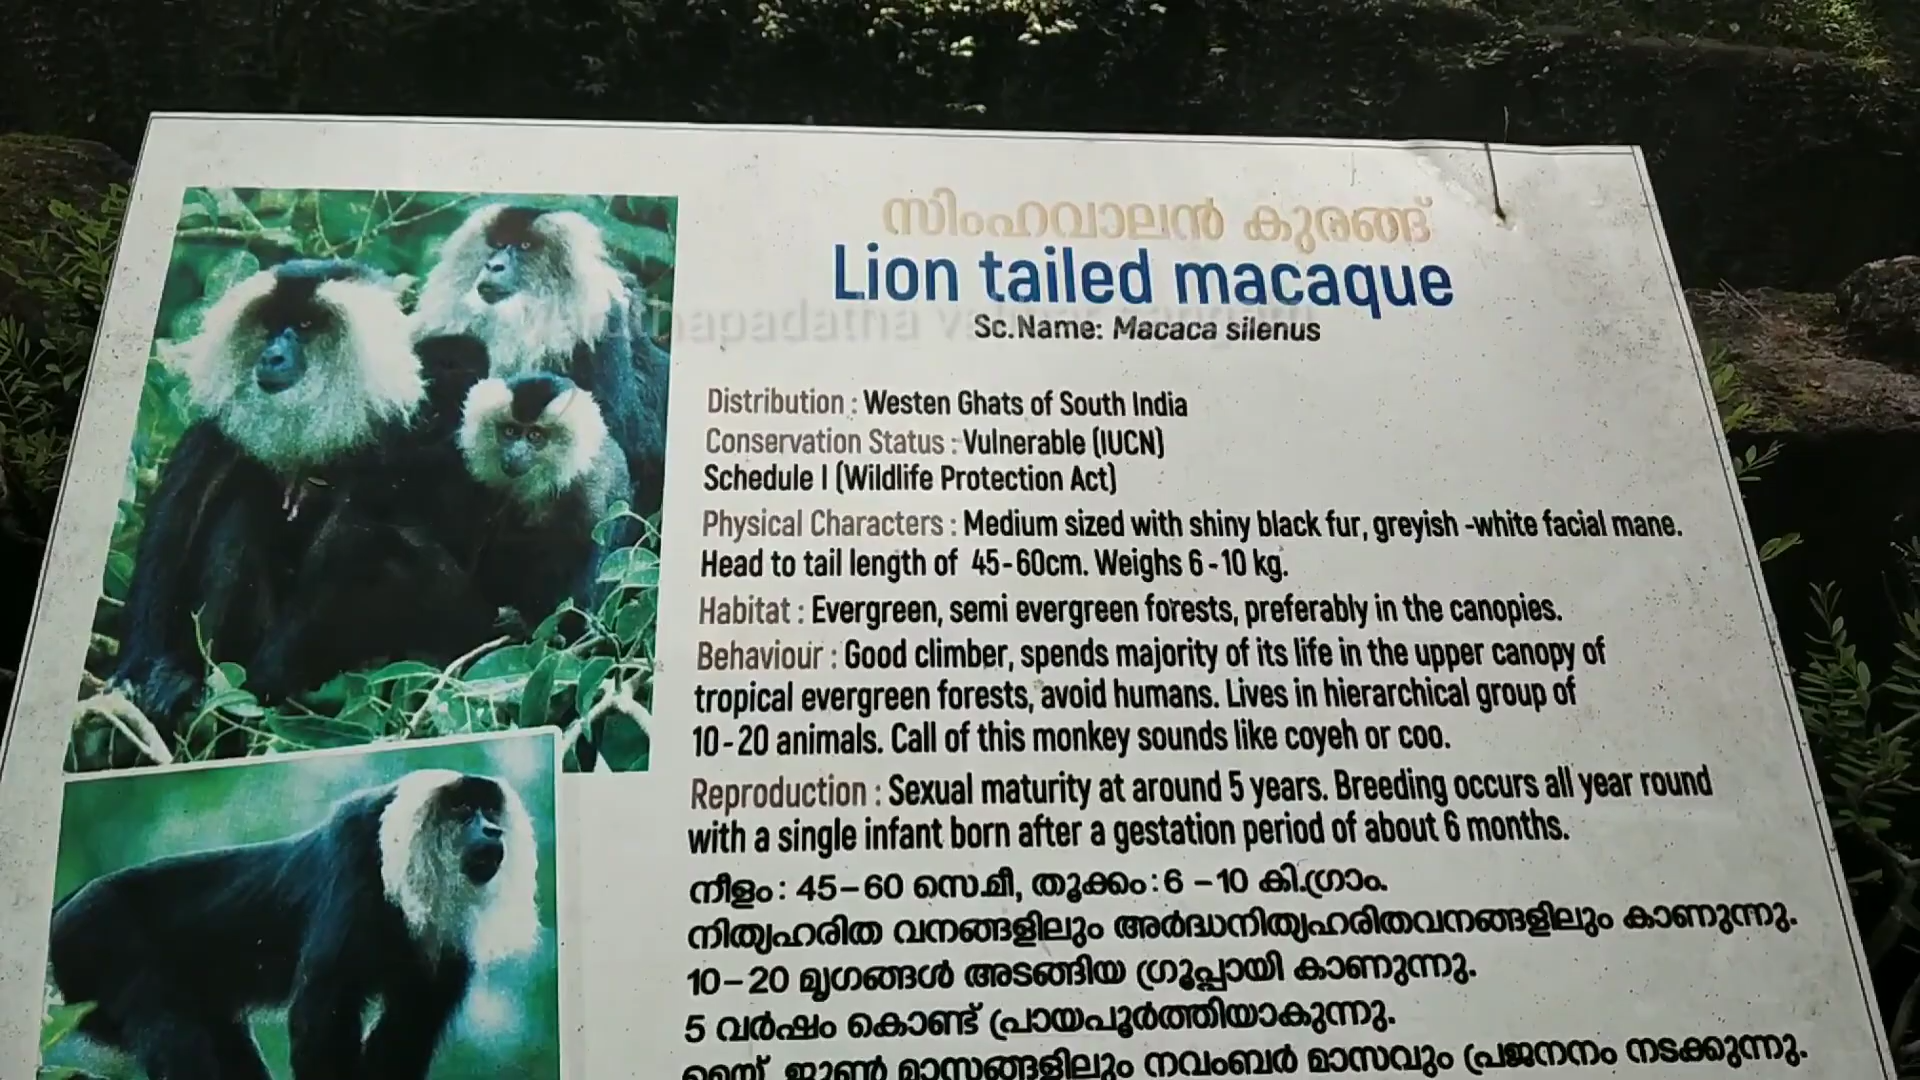 സിംഹവാലൻ കുരങ്ങ്
Lion tailed macaque
Sc.Name: Macaca silenus
Distribution : Westen Ghats of South India
Conservation Status : Vulnerable (IUCN)
Schedule I (Wildlife Protection Act)
Physical Characters : Medium sized with shiny black fur, greyish -white facial mane.
Head to tail length of 45-60cm. Weighs 6-10 kg.
Habitat : Evergreen, semi evergreen forests, preferably in the canopies.
Behaviour : Good climber, spends majority of its life in the upper canopy of
tropical evergreen forests, avoid humans. Lives in hierarchical group of
10-20 animals. Call of this monkey sounds like coyeh or coo.
Reproduction : Sexual maturity at around 5 years. Breeding occurs all year round
with a single infant born after a gestation period of about 6 months.
നീളം : 45-60 സെ.മീ, തൂക്കം : 6 -10 കി.ഗ്രാം.
നിത്യഹരിത വനങ്ങളിലും അർദ്ധനിത്യഹരിതവനങ്ങളിലും കാണുന്നു.
10-20 മൃഗങ്ങൾ അടങ്ങിയ ഗ്രൂപ്പായി കാണുന്നു.
5 വർഷം കൊണ്ട് പ്രായപൂർത്തിയാകുന്നു.
മെയ്, ജൂൺ മാസങ്ങളിലും നവംബർ മാസവും പ്രജനനം നടക്കുന്നു.